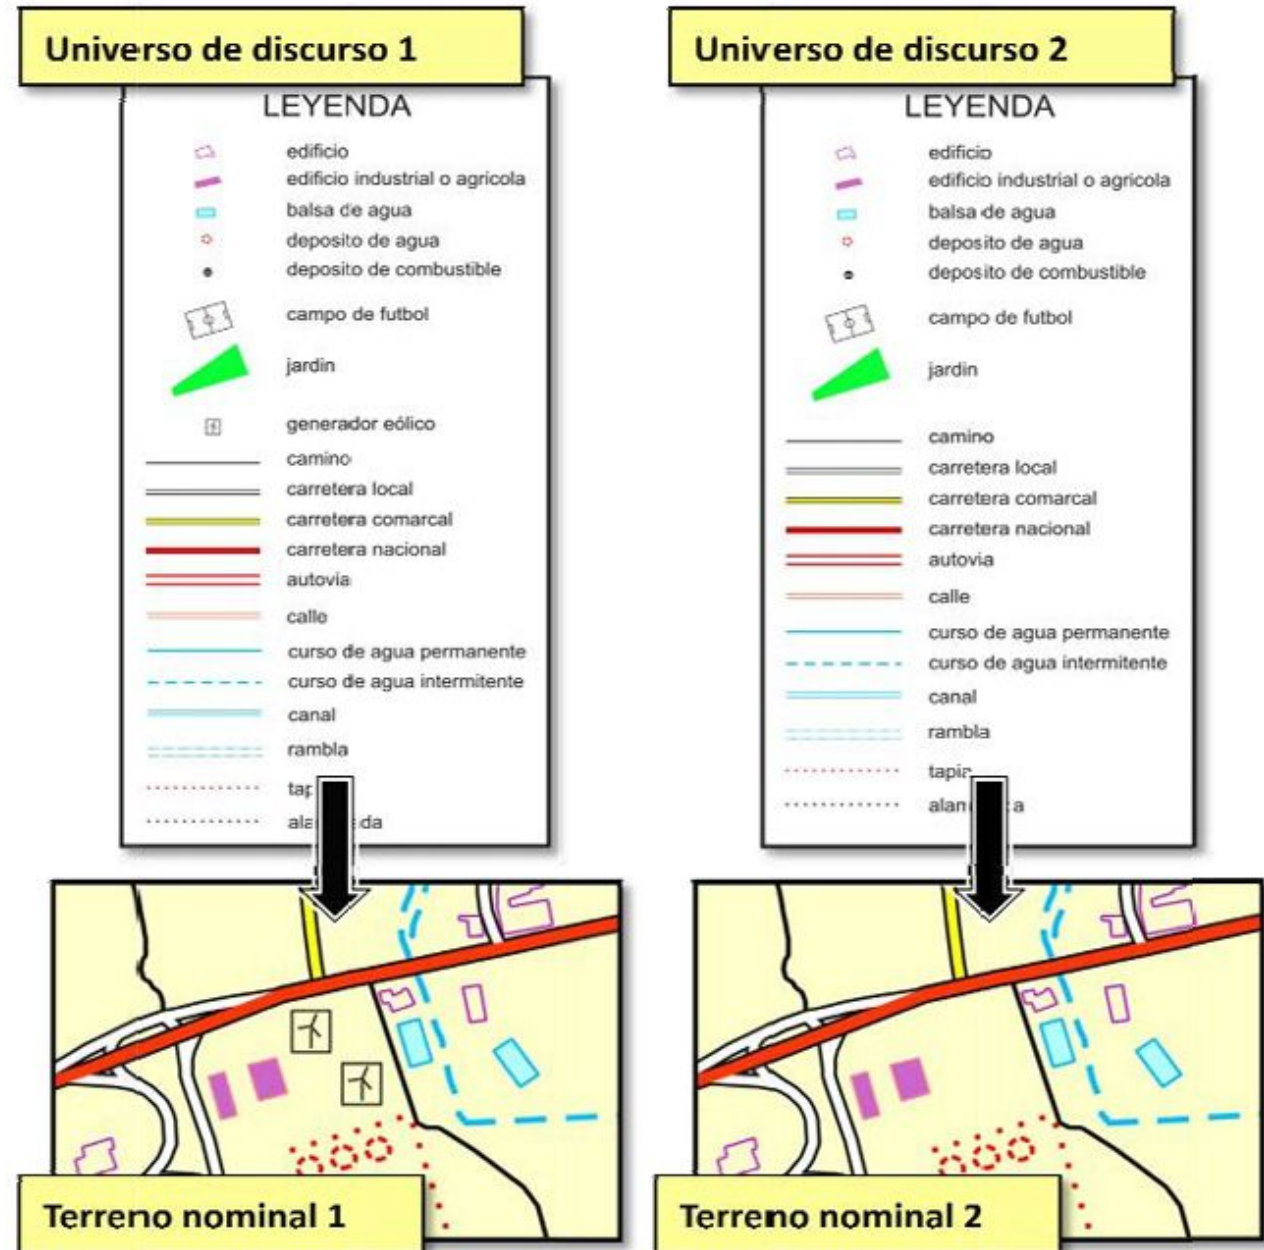 Universo de discurso 1
LEYENDA
edificio
edificio industrial o agricola
balsa de agua
deposito de agua
deposito de combustible
campo de futbol
jardin
generador eólico
camino
carretera local
carretera comarcal
carretera nacional
autovia
calle
curso de agua permanente
curso de agua intermitente
canal
rambla
Terreno nominal 1
Universo de discurso 2
LEYENDA
edificio
edificio industrial o agricola
balsa de agua
deposito de agua
deposito de combustible
campo de futbol
jardin
camino
carretera local
carretera comarcal
carretera nacional
autovia
calle
curso de agua permanente
curso de agua intermitente
canal
rambla
tapia
Terreno nominal 2